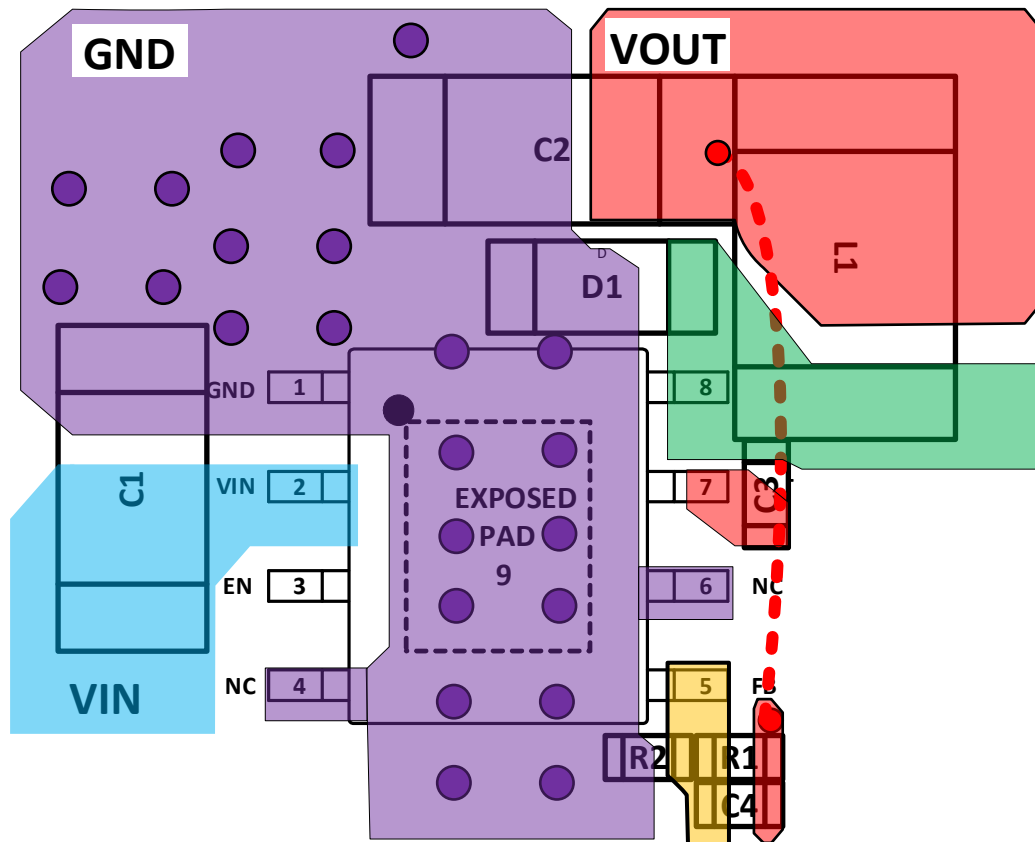 GND
VOUT
C2
L1
D
D1
GND
1
8
C1
VIN
2
EXPOSED
7
C3
PAD
EN
3
9
6
NC
NC
4
5
FB
VIN
R2
R1
C4